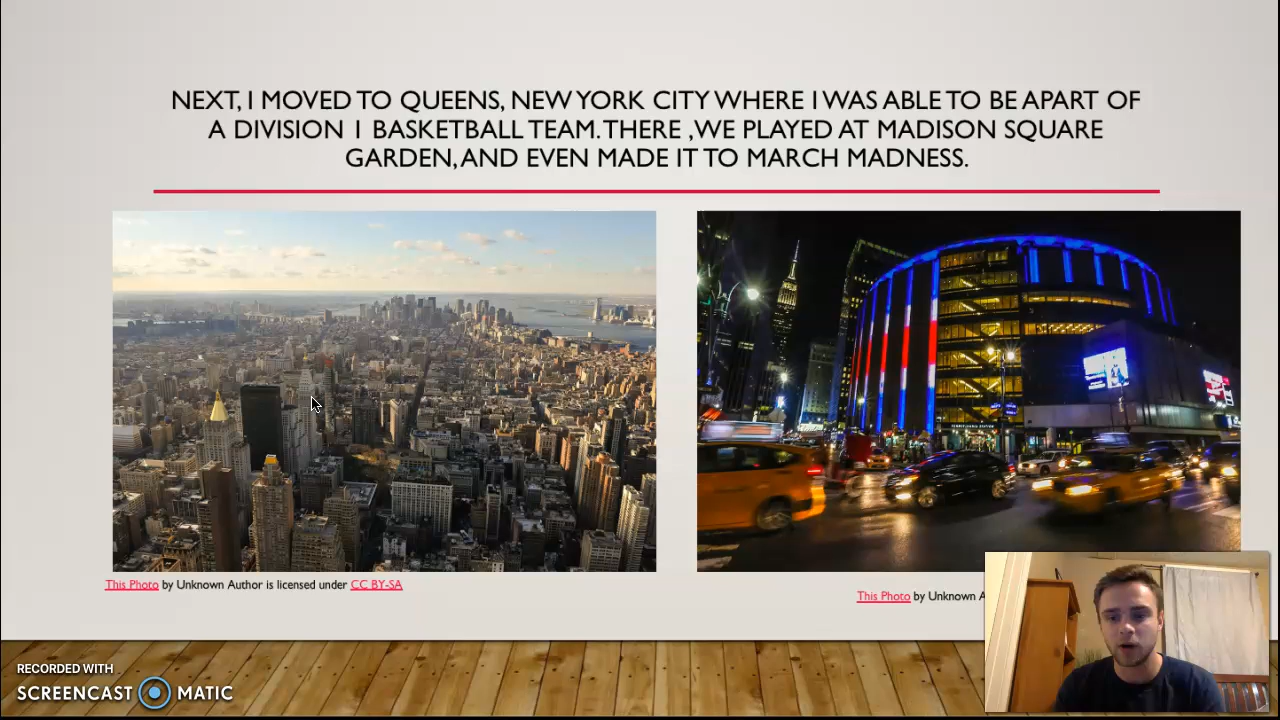 NEXT, I MOVED TO QUEENS, NEW YORK CITY WHERE I WAS ABLE TO BE APART OF
A DIVISION 1 BASKETBALL TEAM. THERE ,WE PLAYED AT MADISON SQUARE
GARDEN, AND EVEN MADE IT TO MARCH MADNESS.
This Photo by Unknown Author is licensed under CC BY-SA
This Photo by Unknown A
RECORDED WITH
SCREENCAST MATIC